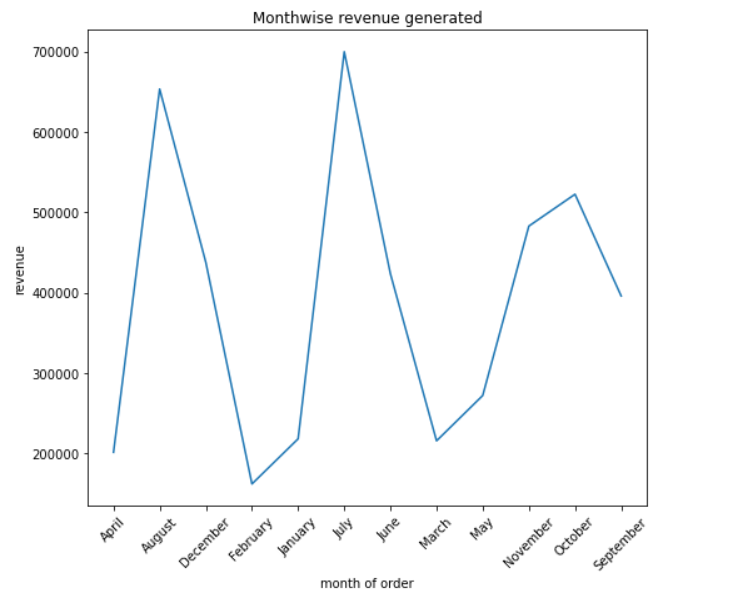 Monthwise revenue generated
700000
600000
500000
400000
300000
200000
revenue
April
August
December
February
January
July
June
March
May
November
October
September
month of order